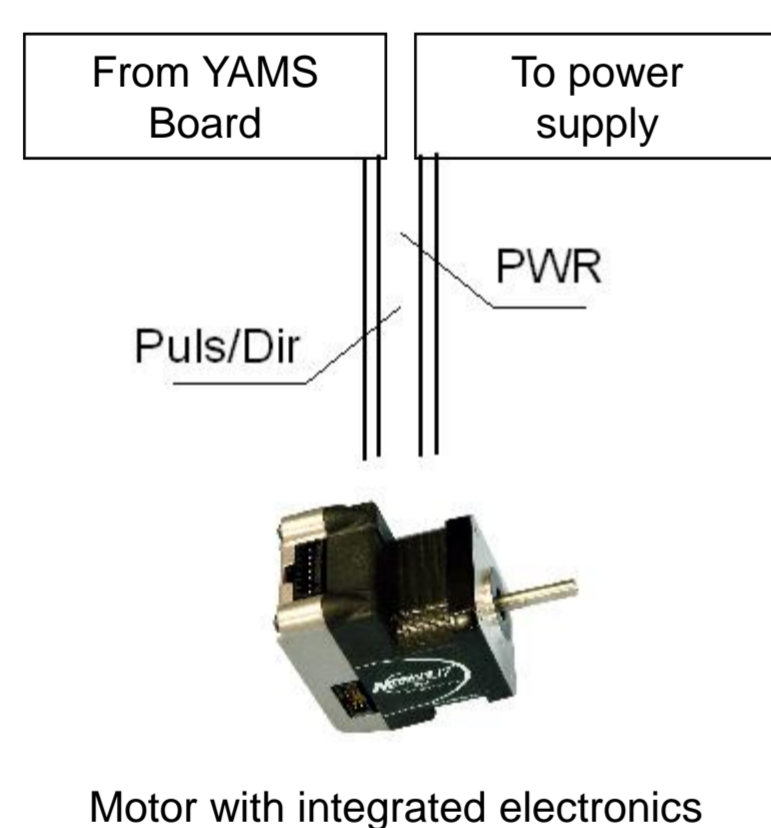 From YAMS
Board
To power
supply
PWR
Puls/Dir
Motor with integrated electronics